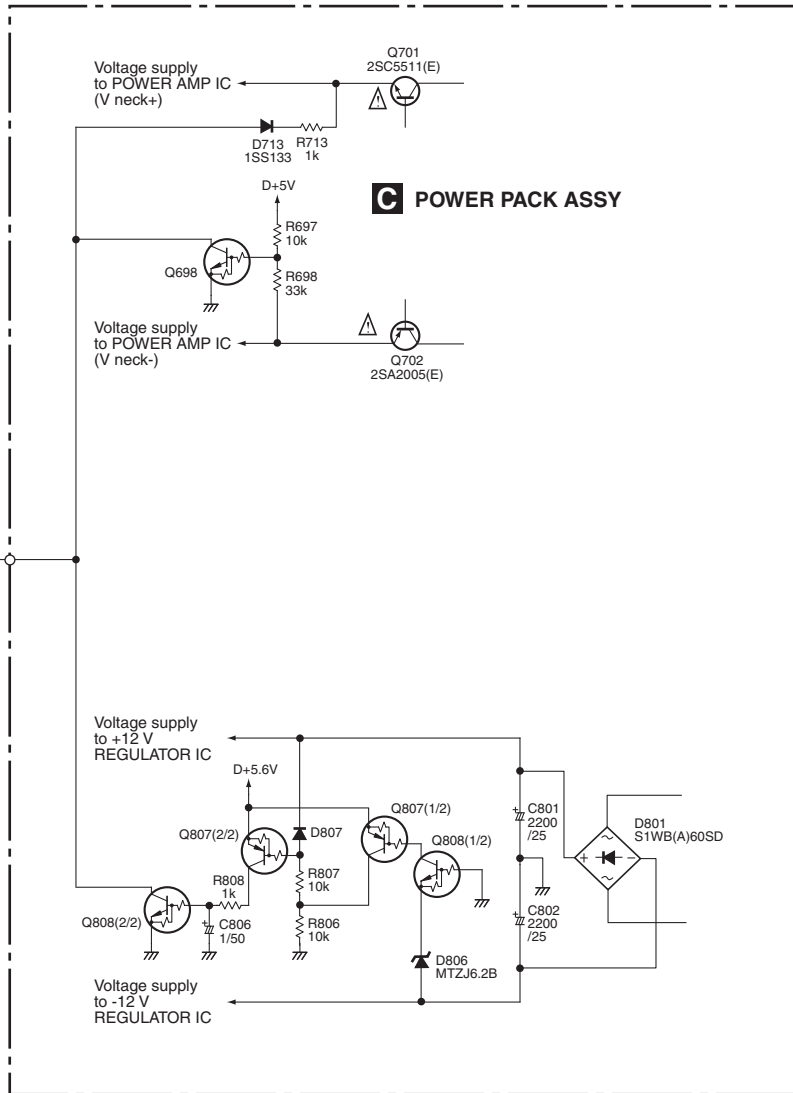 Q701
2SC5511(E)
Voltage supply
to POWER AMP IC
(V neck+)
D713
1SS133
R713
1k
D+5V
C POWER PACK ASSY
R697
10k
Q698
R698
33k
Voltage supply
to POWER AMP IC
(V neck-)
Q702
2SA2005(E)
Voltage supply
to +12 V
REGULATOR IC
D+5.6V
Q807(2/2)
D807
Q807(1/2)
Q808(1/2)
C801
2200
/25
D801
S1WB(A)60SD
+
-
R808
1k
R807
10k
Q808(2/2)
C806
1/50
R806
10k
C802
2200
/25
D806
MTZJ6.2B
Voltage supply
to -12 V
REGULATOR IC